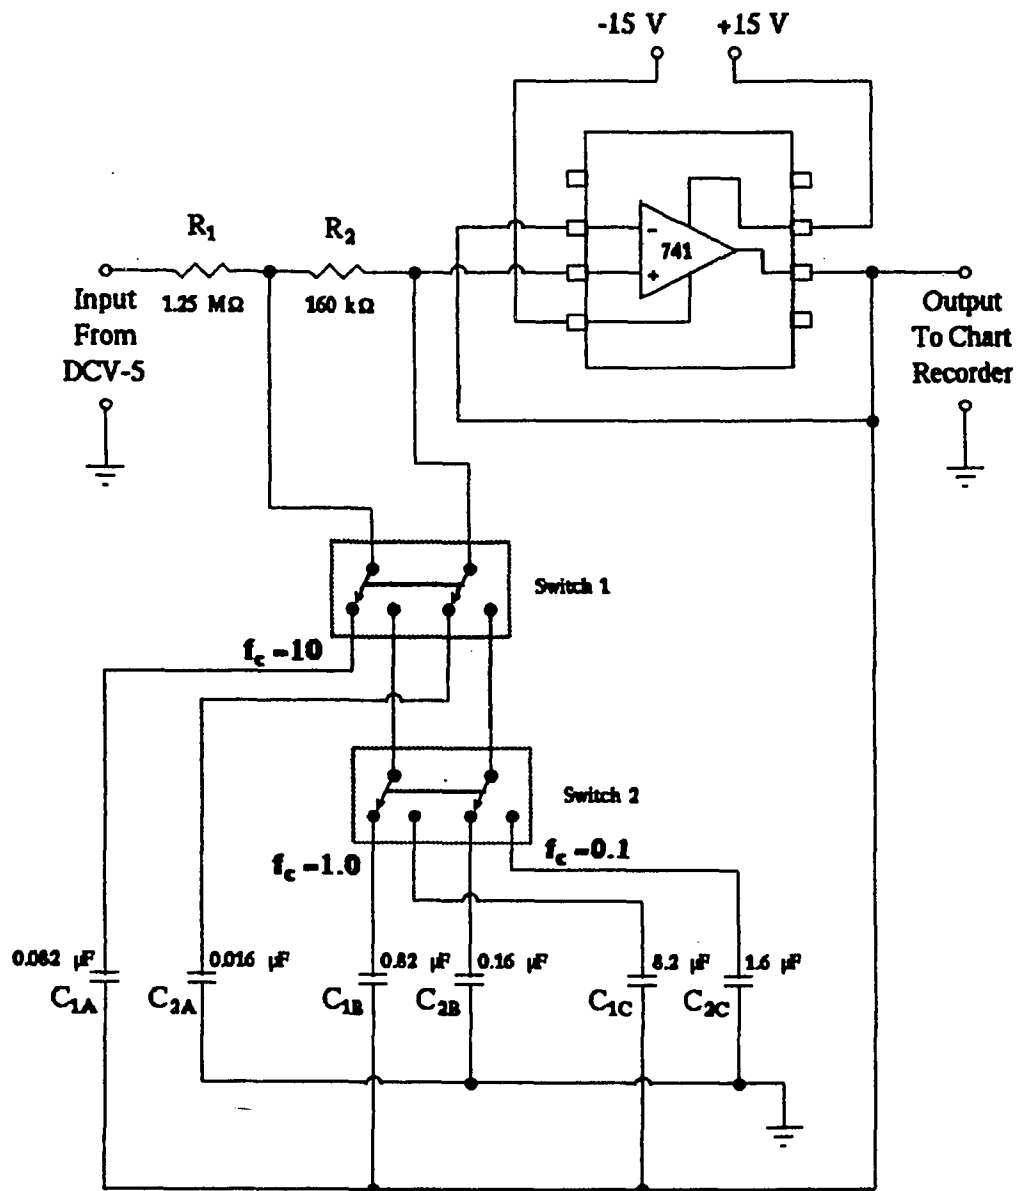 -15 V +15 V
R1 R2
1.25 MΩ 160 kΩ
741
-
+
Input
From
DCV-5
Output
To Chart
Recorder
Switch 1
fc=10
Switch 2
fc=1.0
fc=0.1
0.082 µF 0.016 µF 0.82 µF 0.16 µF 8.2 µF 1.6 µF
C1A C2A C1B C2B C1C C2C